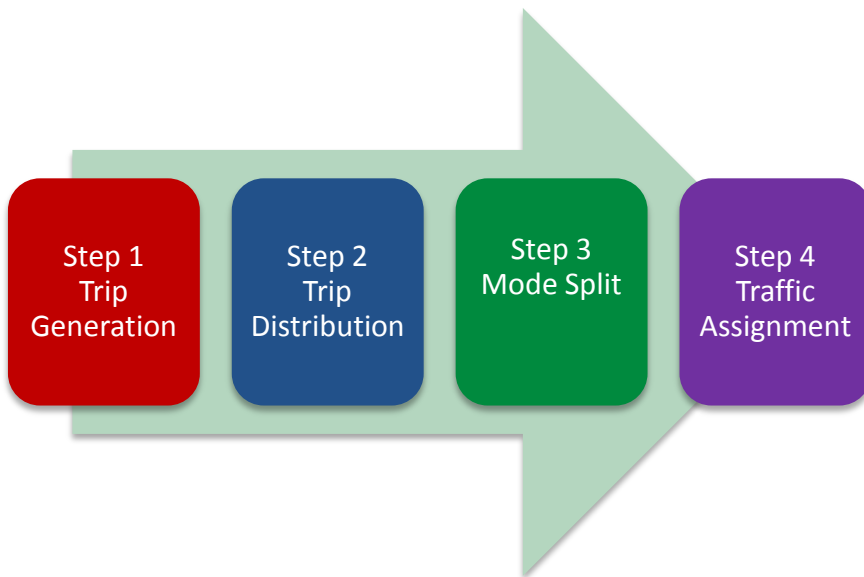 Step 1
Trip
Generation
Step 2
Trip
Distribution
Step 3
Mode Split
Step 4
Traffic
Assignment